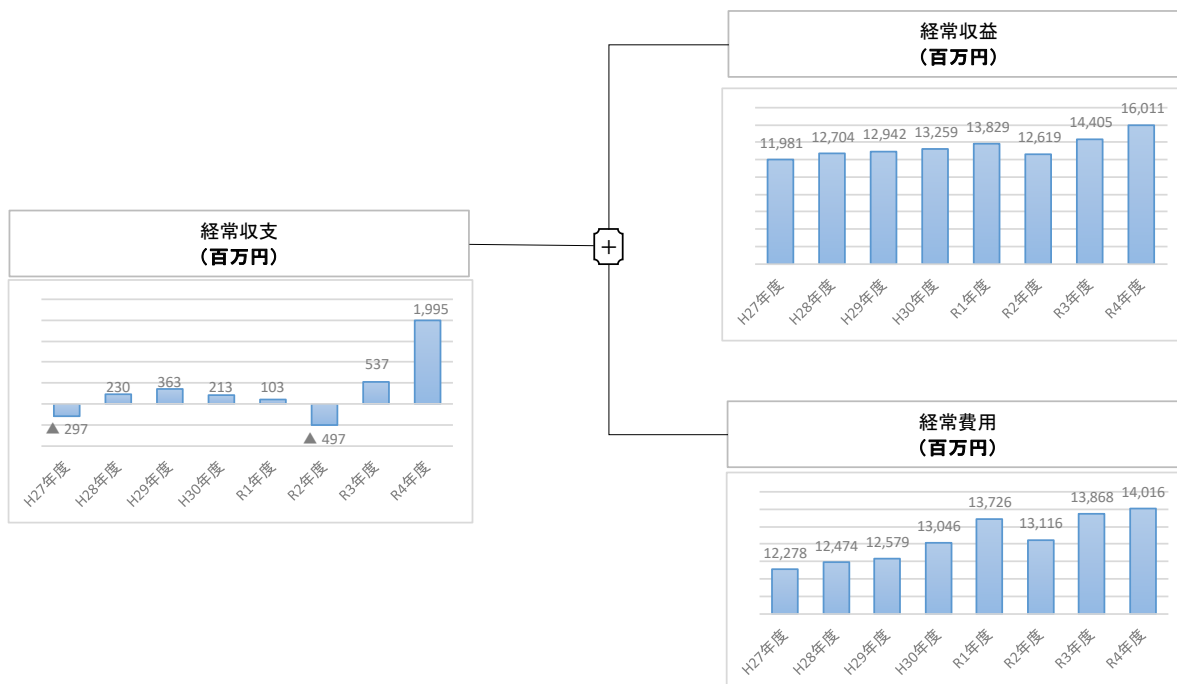 経常収益
(百万円)
16,011
14,405
13,829
13,259
12,942
12,704
12,619
11,981
H27年度
H28年度
H29年度
H30年度
R1年度
R2年度
R3年度
R4年度
経常収支
(百万円)
+
1,995
537
363
230
213
103
▲ 297
▲ 497
H27年度
H28年度
H29年度
H30年度
R1年度
R2年度
R3年度
R4年度
経常費用
(百万円)
14,016
13,868
13,726
13,116
13,046
12,579
12,474
12,278
H27年度
H28年度
H29年度
H30年度
R1年度
R2年度
R3年度
R4年度